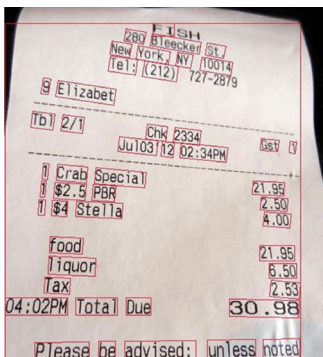 FISH
280 Bleecker St.
New York, NY 10014
Tel: (212) 727-2879
9 Elizabet
Tbl 2/1 Chk 2334 Gst 1
Jul03'12 02:34PM
1 Crab Special 21.95
1 $2.5 PBR 2.50
1 $4 Stella 4.00
food 21.95
liquor 6.50
Tax 2.53
04:02PM Total Due 30.98
Please be advised: unless noted